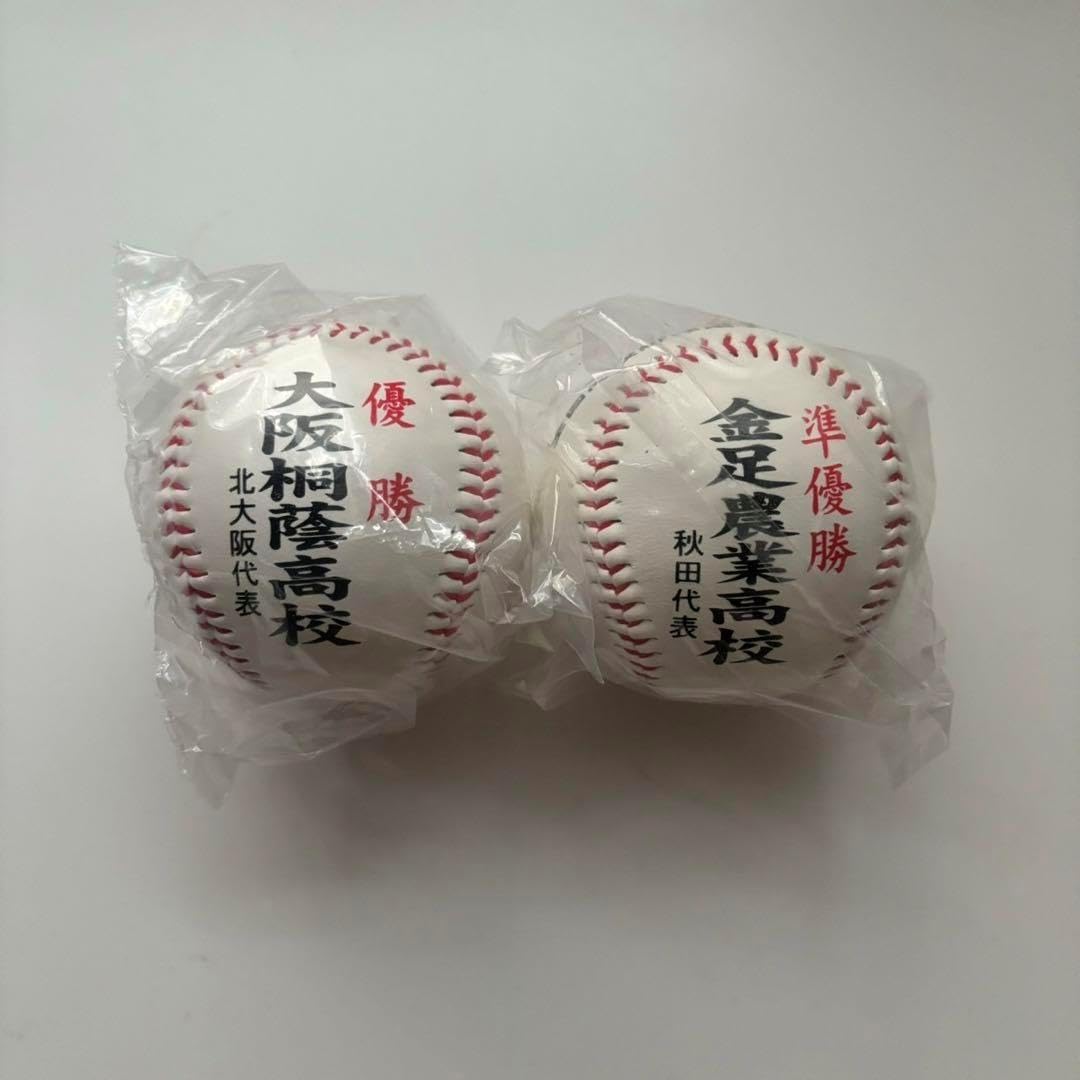 優勝
大阪桐蔭高校
北大阪代表
準優勝
金足農業高校
秋田代表